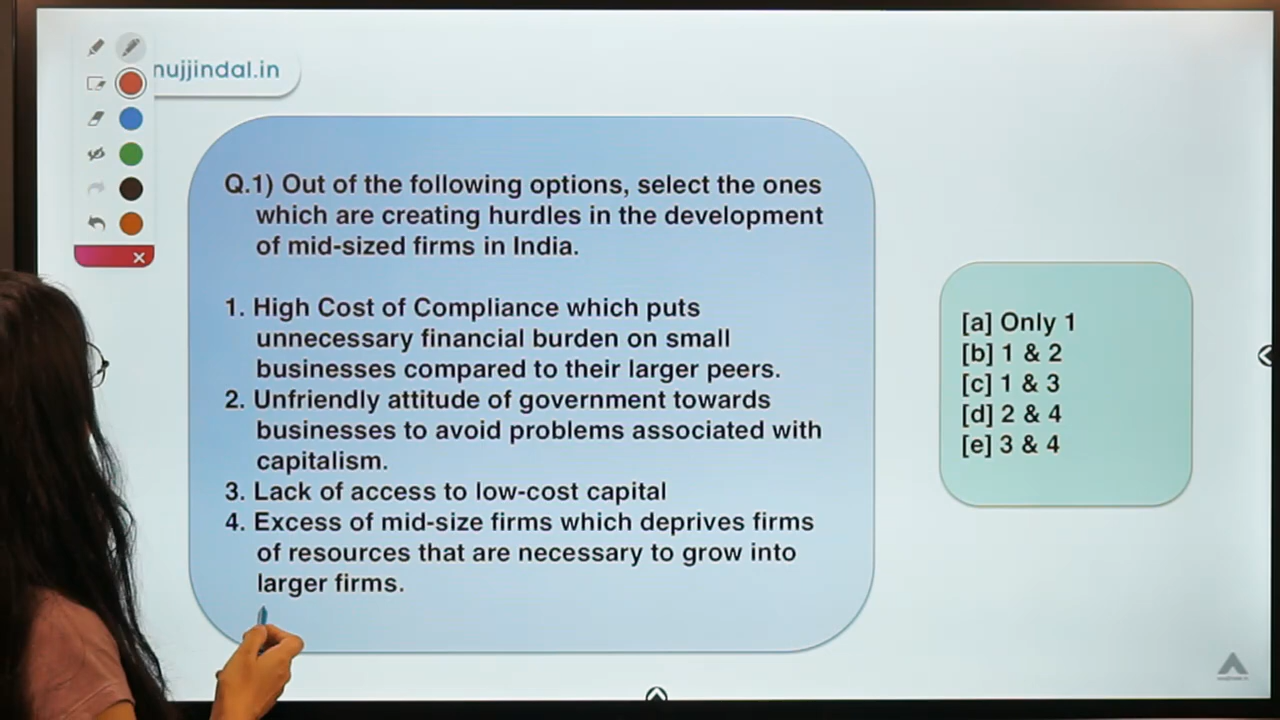 nujjindal.in
Q.1) Out of the following options, select the ones
which are creating hurdles in the development
of mid-sized firms in India.
1. High Cost of Compliance which puts
unnecessary financial burden on small
businesses compared to their larger peers.
2. Unfriendly attitude of government towards
businesses to avoid problems associated with
capitalism.
3. Lack of access to low-cost capital
4. Excess of mid-size firms which deprives firms
of resources that are necessary to grow into
larger firms.
[a] Only 1
[b] 1 & 2
[c] 1 & 3
[d] 2 & 4
[e] 3 & 4